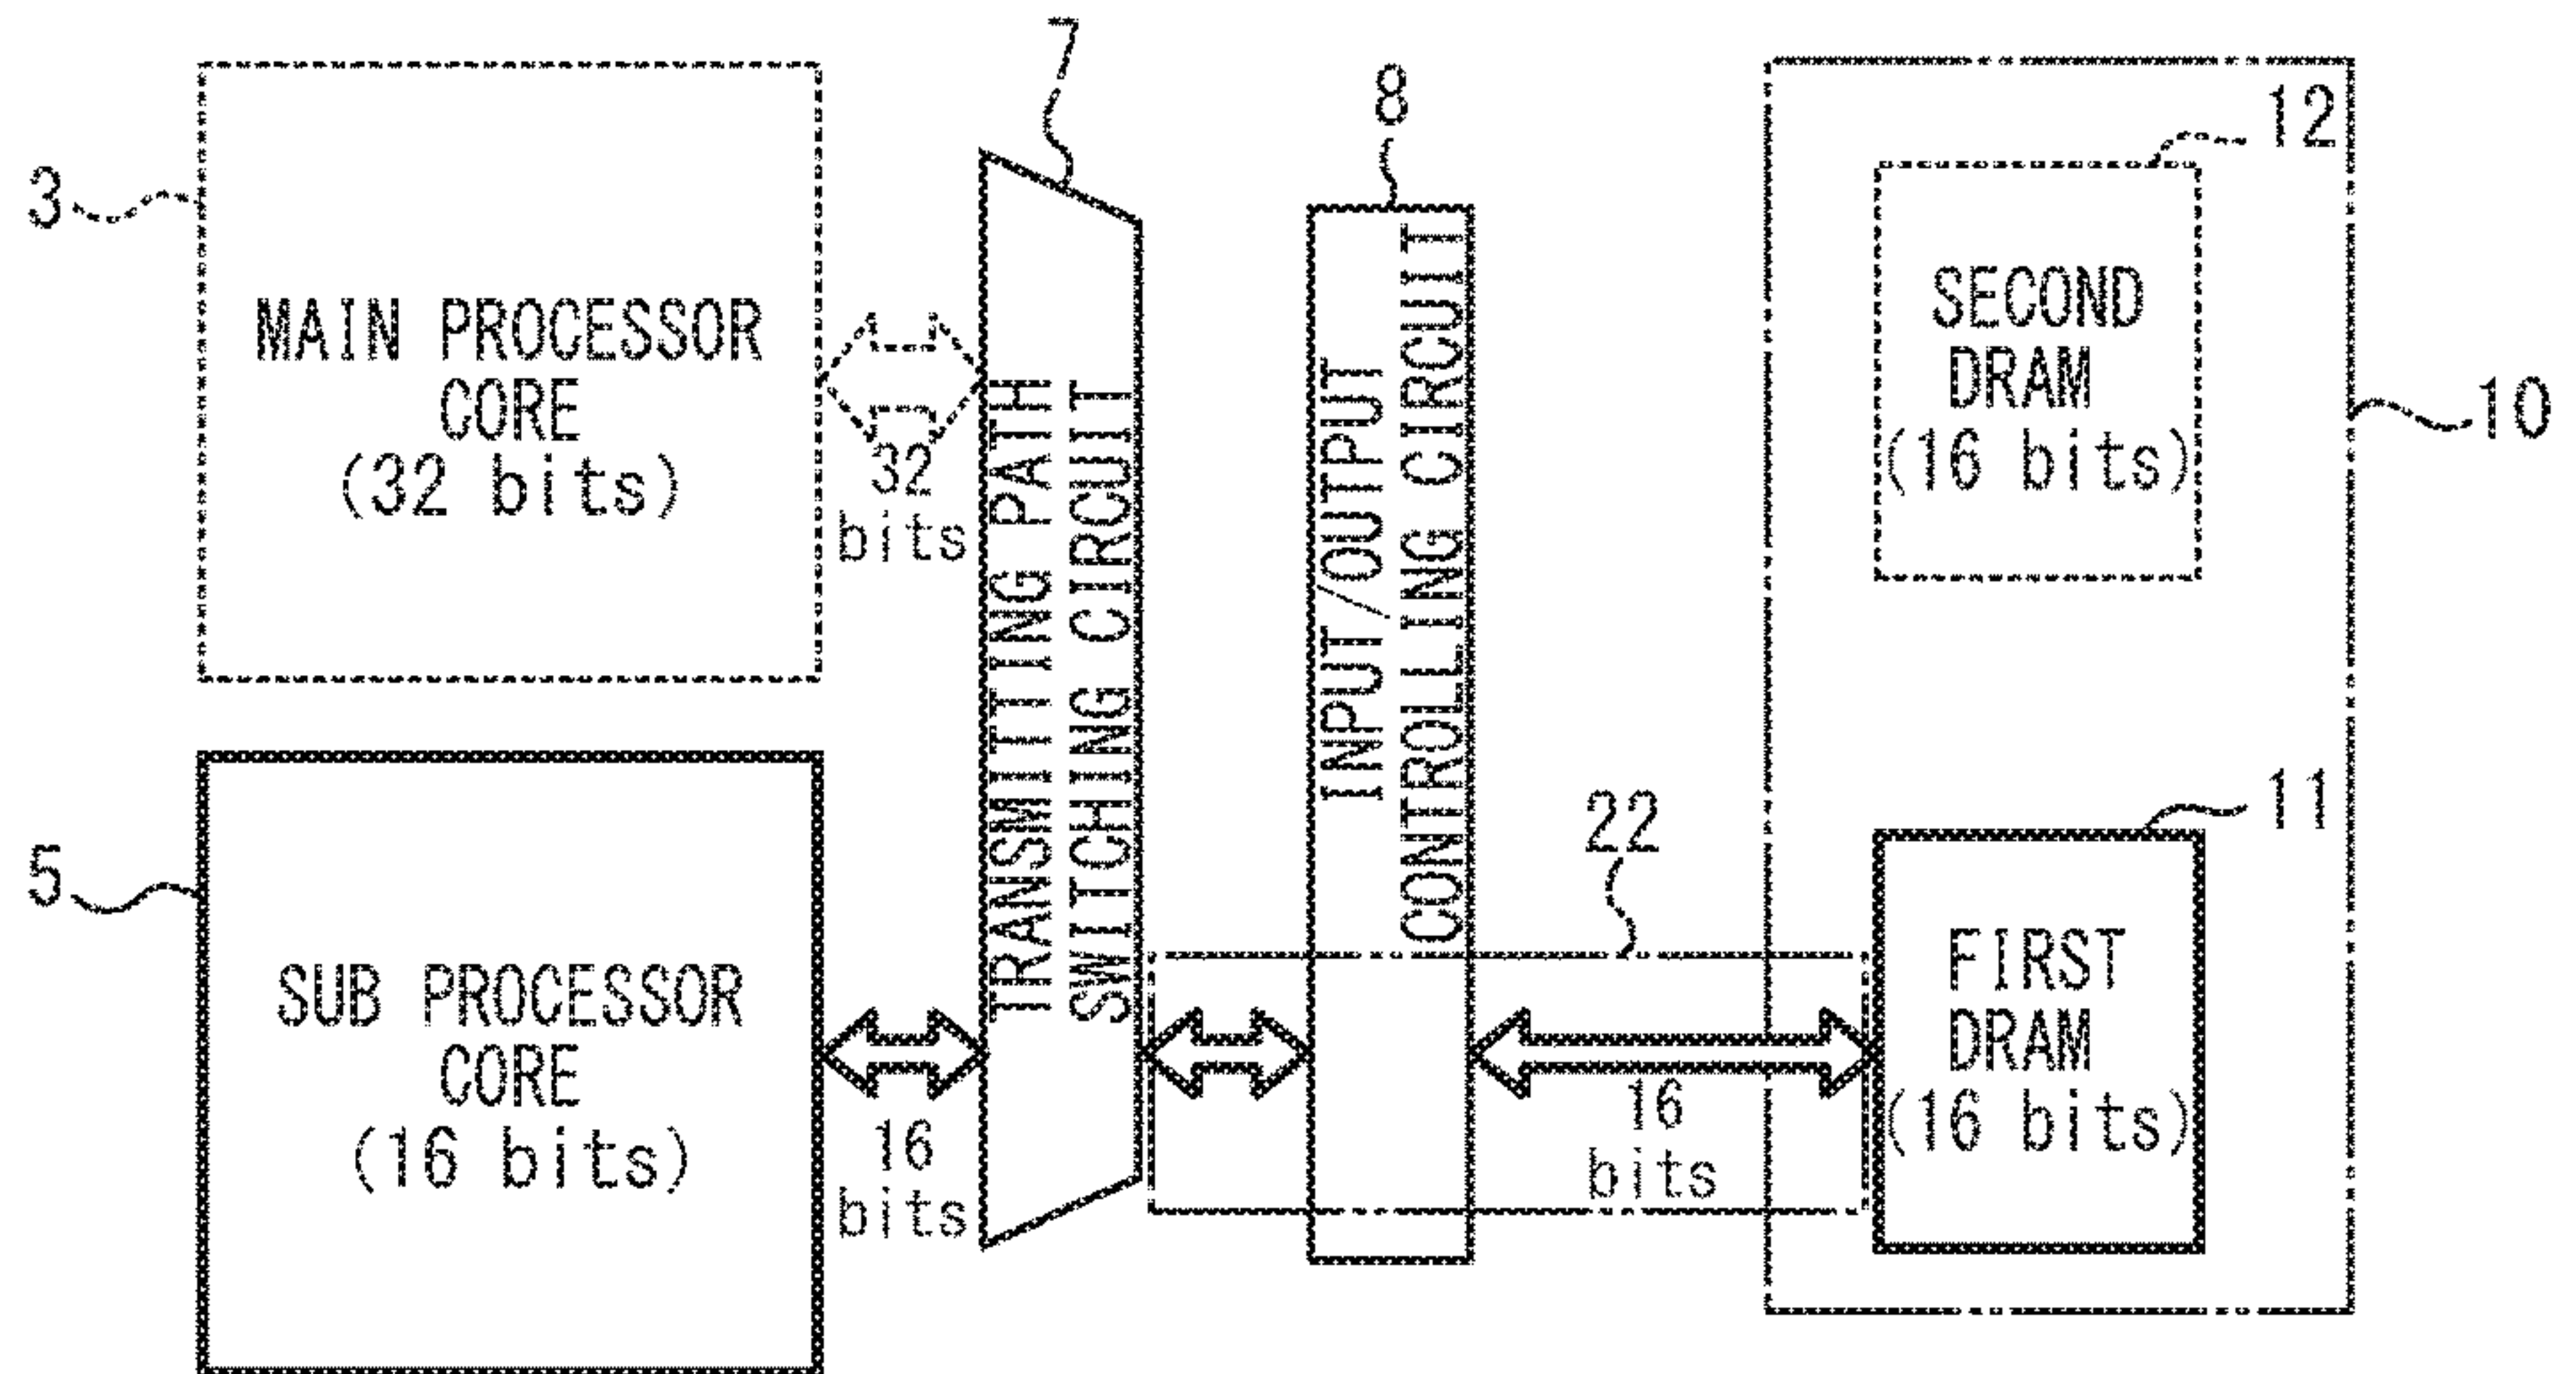 7
8
12
3
MAIN PROCESSOR
CORE
(32 bits)
32
bits
TRANSMITTING PATH
SWITCHING CIRCUIT
INPUT/OUTPUT
CONTROLLING CIRCUIT
SECOND
DRAM
(16 bits)
10
5
SUB PROCESSOR
CORE
(16 bits)
16
bits
22
16
bits
11
FIRST
DRAM
(16 bits)